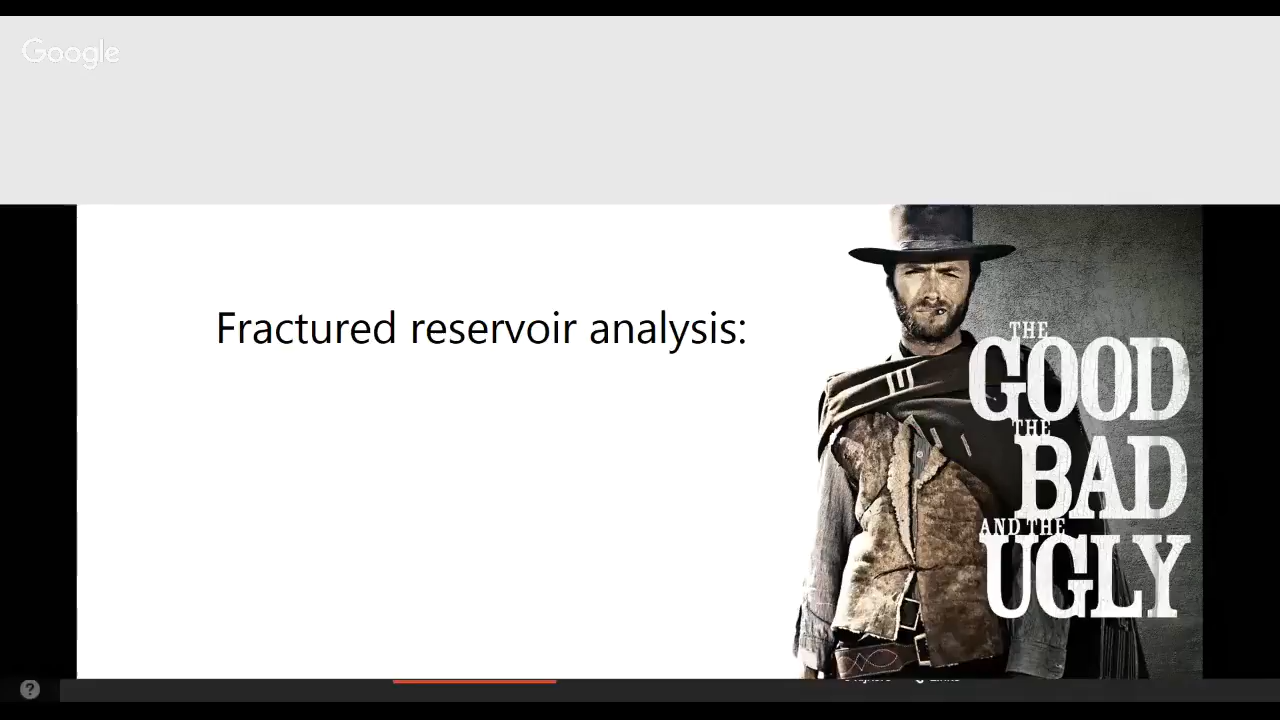 Google
Fractured reservoir analysis:
THE
GOOD
THE
BAD
AND THE
UGLY
?